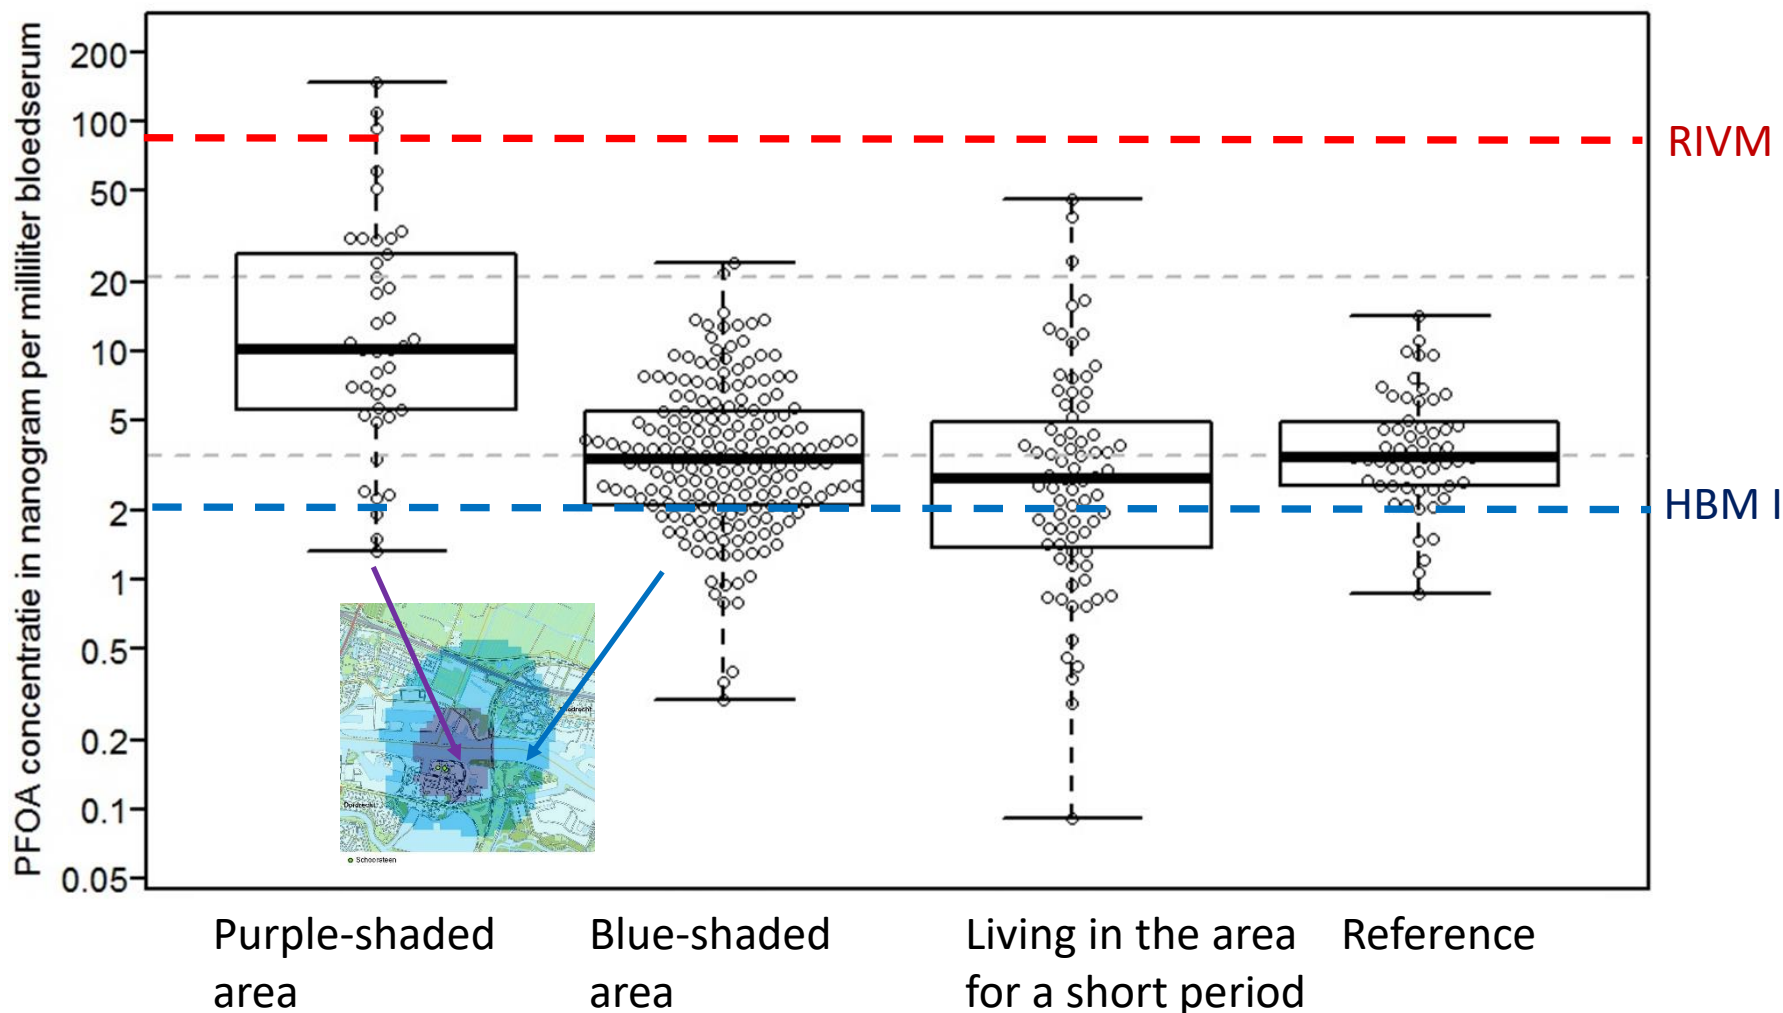 PFOA concentratie in nanogram per milliliter bloedserum
200
100
50
20
10
5
2
1
0.5
0.2
0.1
0.05
RIVM
HBM I
Dordrecht
Schoorsteen
Purple-shaded
area
Blue-shaded
area
Living in the area
for a short period
Reference